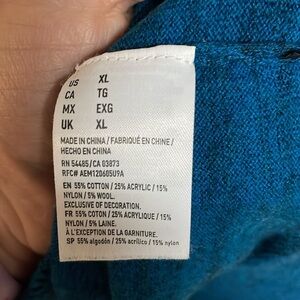 US XL
CA TG
MX EXG
UK XL
MADE IN CHINA / FABRIQUÉ EN CHINE /
HECHO EN CHINA
RN 54485/CA 03873
RFC# AEM120605U9A
EN 55% COTTON / 25% ACRYLIC / 15%
NYLON / 5% WOOL.
EXCLUSIVE OF DECORATION.
FR 55% COTON / 25% ACRYLIQUE / 15%
NYLON / 5% LAINE.
À L'EXCEPTION DE LA GARNITURE.
SP 55% algodón / 25% acrílico / 15% nylon